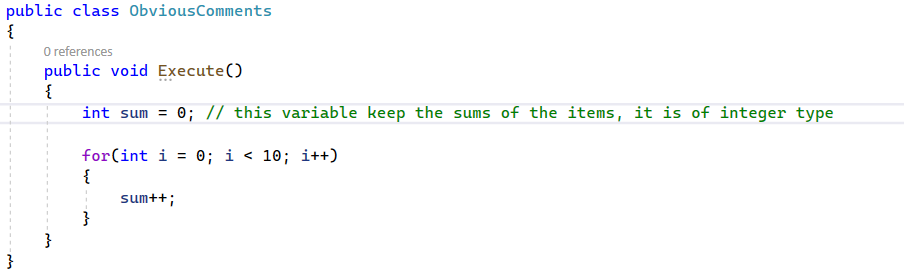 public class ObviousComments
{
0 references
public void Execute()
{
int sum = 0; // this variable keep the sums of the items, it is of integer type
for(int i = 0; i < 10; i++)
{
sum++;
}
}
}